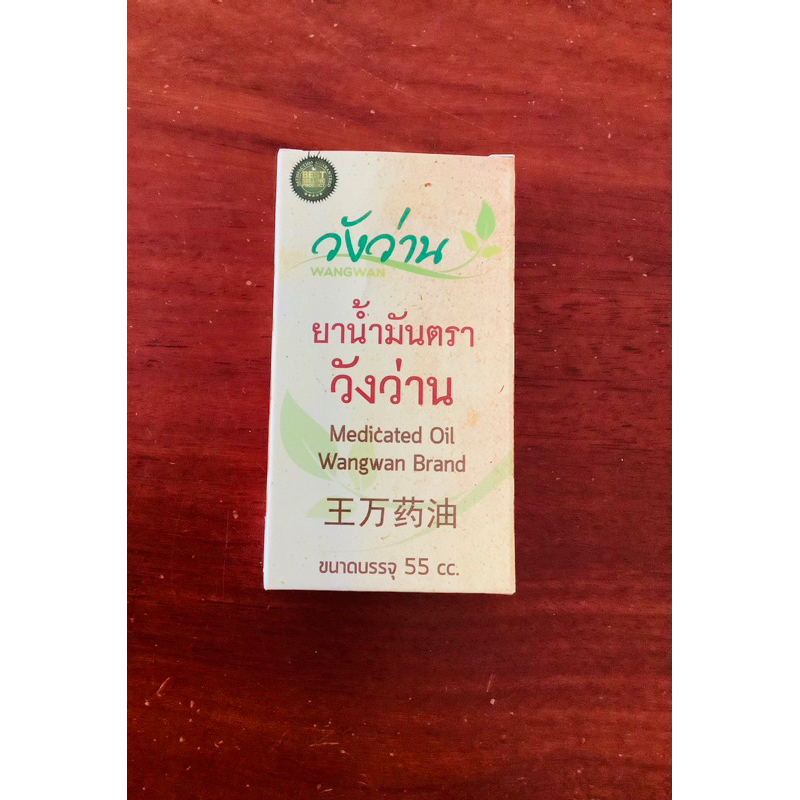 BEST
วังว่าน
WANGWAN
ยาน้ำมันตรา
วังว่าน
Medicated Oil
Wangwan Brand
王万药油
ขนาดบรรจุ 55 cc.